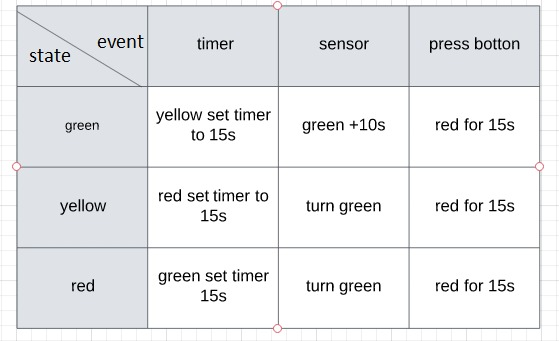 event
state
timer
sensor
press botton
green
yellow set timer
to 15s
green +10s
red for 15s
yellow
red set timer to
15s
turn green
red for 15s
red
green set timer
15s
turn green
red for 15s